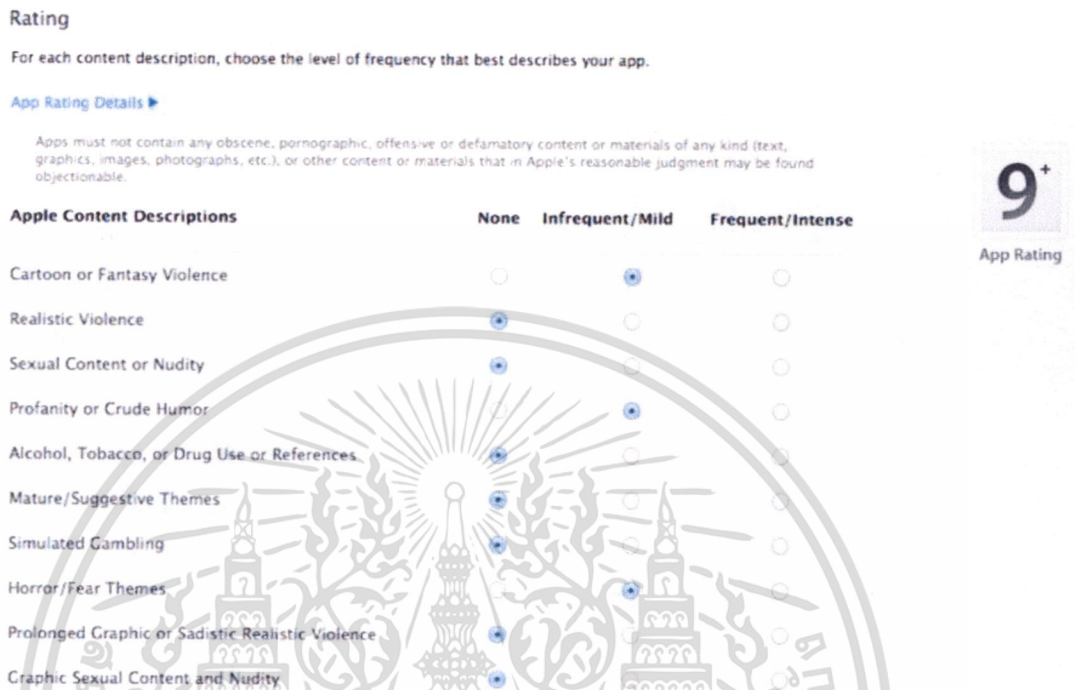 Rating
For each content description, choose the level of frequency that best describes your app.
App Rating Details ▶
Apps must not contain any obscene, pornographic, offensive or defamatory content or materials of any kind (text,
graphics, images, photographs, etc.), or other content or materials that in Apple's reasonable judgment may be found
objectionable.
9+
App Rating
Apple Content Descriptions None Infrequent/Mild Frequent/Intense
Cartoon or Fantasy Violence
Realistic Violence
Sexual Content or Nudity
Profanity or Crude Humor
Alcohol, Tobacco, or Drug Use or References
Mature/Suggestive Themes
Simulated Gambling
Horror/Fear Themes
Prolonged Graphic or Sadistic Realistic Violence
Graphic Sexual Content and Nudity